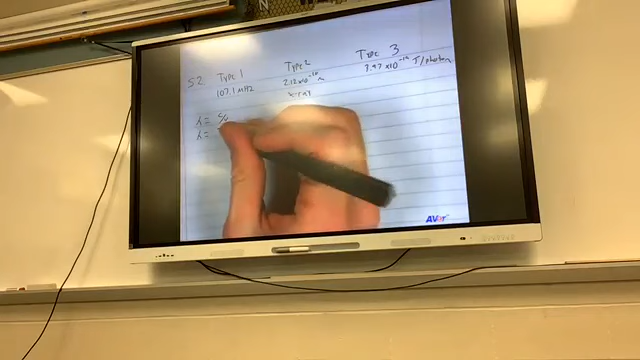 52 Type 1 Type 2 Type 3
107.1 MHz 2.12 x10⁻¹⁰ m 3.97 x10⁻¹⁹ J/photon
x-ray
λ= c/ν
λ=
AVer